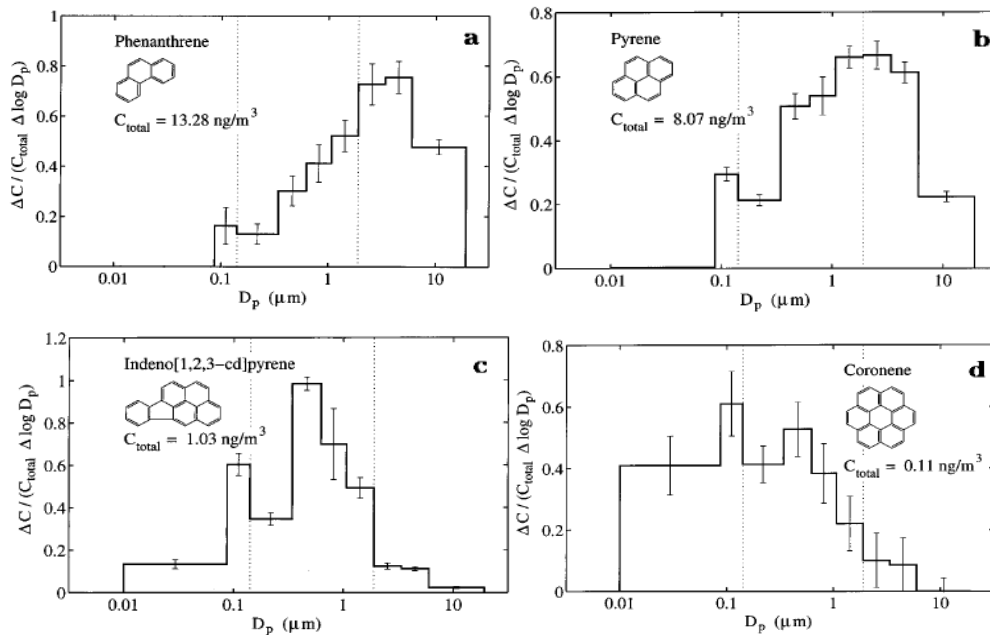 a
Phenanthrene
C_total = 13.28 ng/m³
ΔC / (C_total Δ log D_p)
1
0.8
0.6
0.4
0.2
0
0.01
0.1
1
10
D_p (μm)
b
Pyrene
C_total = 8.07 ng/m³
ΔC / (C_total Δ log D_p)
0.8
0.6
0.4
0.2
0
0.01
0.1
1
10
D_p (μm)
c
Indeno[1,2,3-cd]pyrene
C_total = 1.03 ng/m³
ΔC / (C_total Δ log D_p)
1.2
1
0.8
0.6
0.4
0.2
0
0.01
0.1
1
10
D_p (μm)
d
Coronene
C_total = 0.11 ng/m³
ΔC / (C_total Δ log D_p)
0.8
0.6
0.4
0.2
0
0.01
0.1
1
10
D_p (μm)